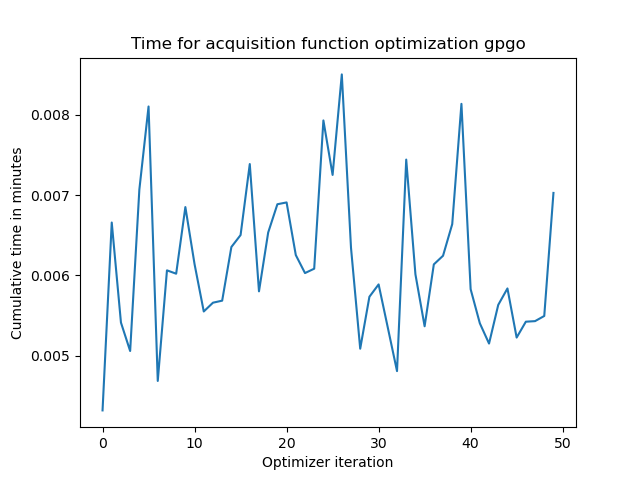 Time for acquisition function optimization gpgo
Cumulative time in minutes
0.008
0.007
0.006
0.005
0 10 20 30 40 50
Optimizer iteration